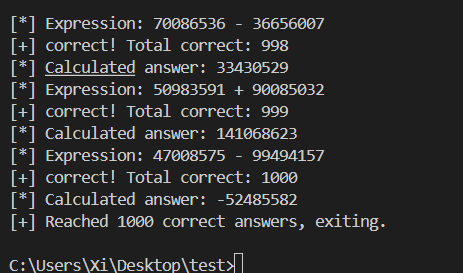 [*] Expression: 70086536 - 36656007
[+] correct! Total correct: 998
[*] Calculated answer: 33430529
[*] Expression: 50983591 + 90085032
[+] correct! Total correct: 999
[*] Calculated answer: 141068623
[*] Expression: 47008575 - 99494157
[+] correct! Total correct: 1000
[*] Calculated answer: -52485582
[+] Reached 1000 correct answers, exiting.
C:\Users\Xi\Desktop\test>